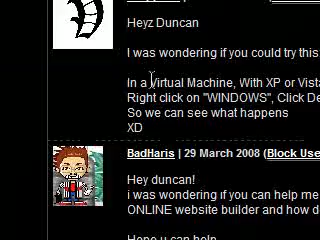 Heyz Duncan
I was wondering if you could try this
In a Virtual Machine, With XP or Vista
Right click on "WINDOWS", Click De
So we can see what happens
XD
BadHaris | 29 March 2008 (Block Use
Hey duncan!
i was wondering if you can help me
ONLINE website builder and how d
Hope u can help